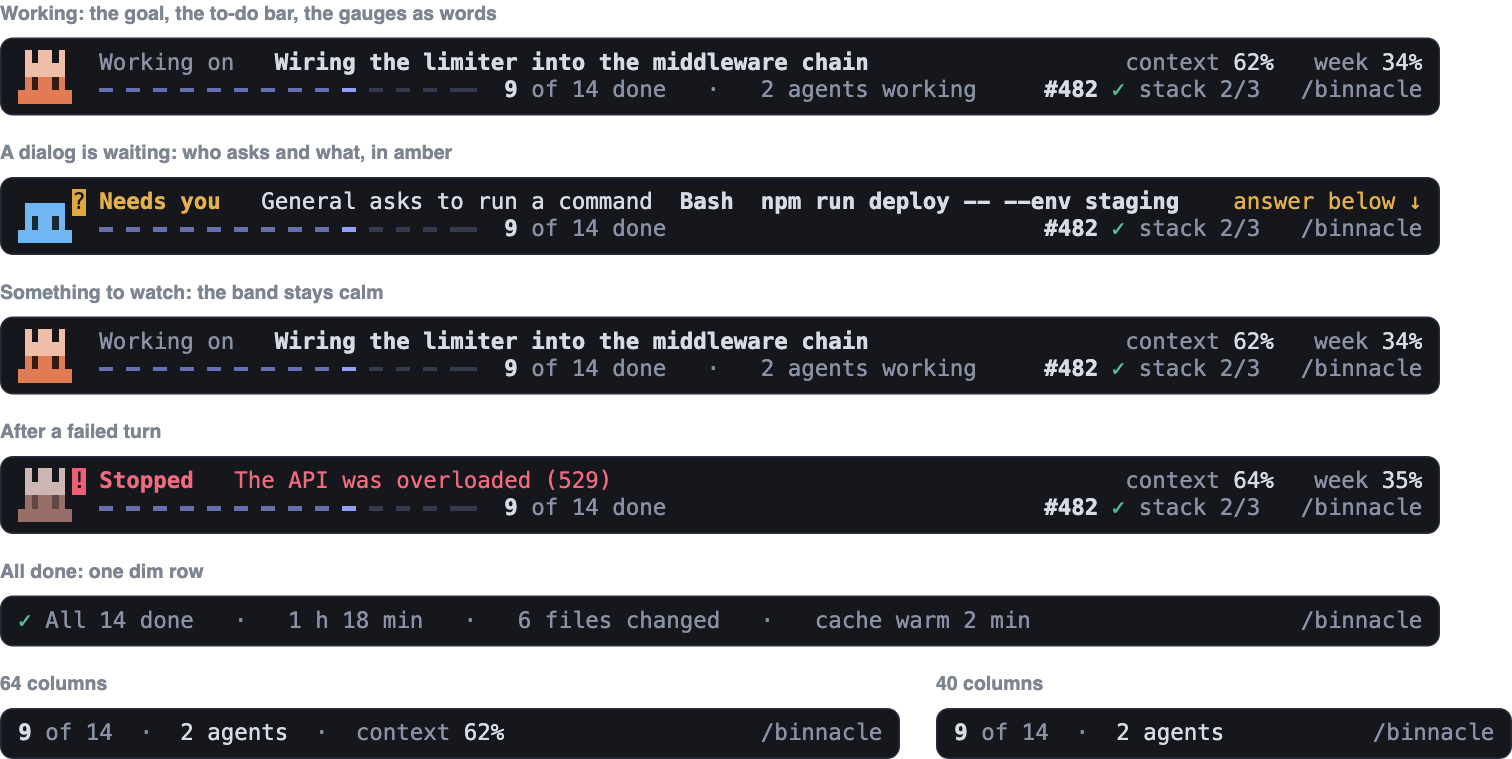 Working: the goal, the to-do bar, the gauges as words
Working on Wiring the limiter into the middleware chain context 62% week 34%
9 of 14 done · 2 agents working #482 ✓ stack 2/3 /binnacle
A dialog is waiting: who asks and what, in amber
? Needs you General asks to run a command Bash npm run deploy -- --env staging answer below ↓
9 of 14 done #482 ✓ stack 2/3 /binnacle
Something to watch: the band stays calm
Working on Wiring the limiter into the middleware chain context 62% week 34%
9 of 14 done · 2 agents working #482 ✓ stack 2/3 /binnacle
After a failed turn
! Stopped The API was overloaded (529) context 64% week 35%
9 of 14 done #482 ✓ stack 2/3 /binnacle
All done: one dim row
✓ All 14 done · 1 h 18 min · 6 files changed · cache warm 2 min /binnacle
64 columns
9 of 14 · 2 agents · context 62% /binnacle
40 columns
9 of 14 · 2 agents /binnacle